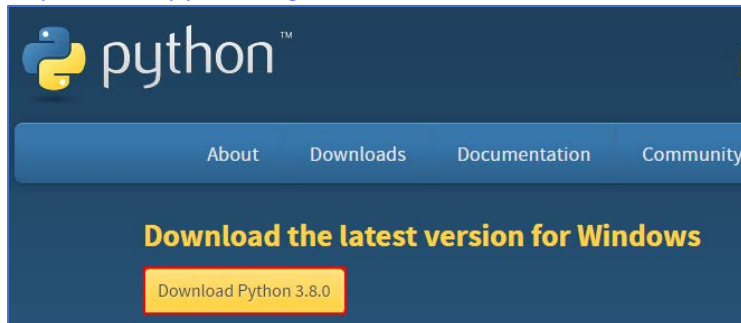 python™
About Downloads Documentation Community
Download the latest version for Windows
Download Python 3.8.0